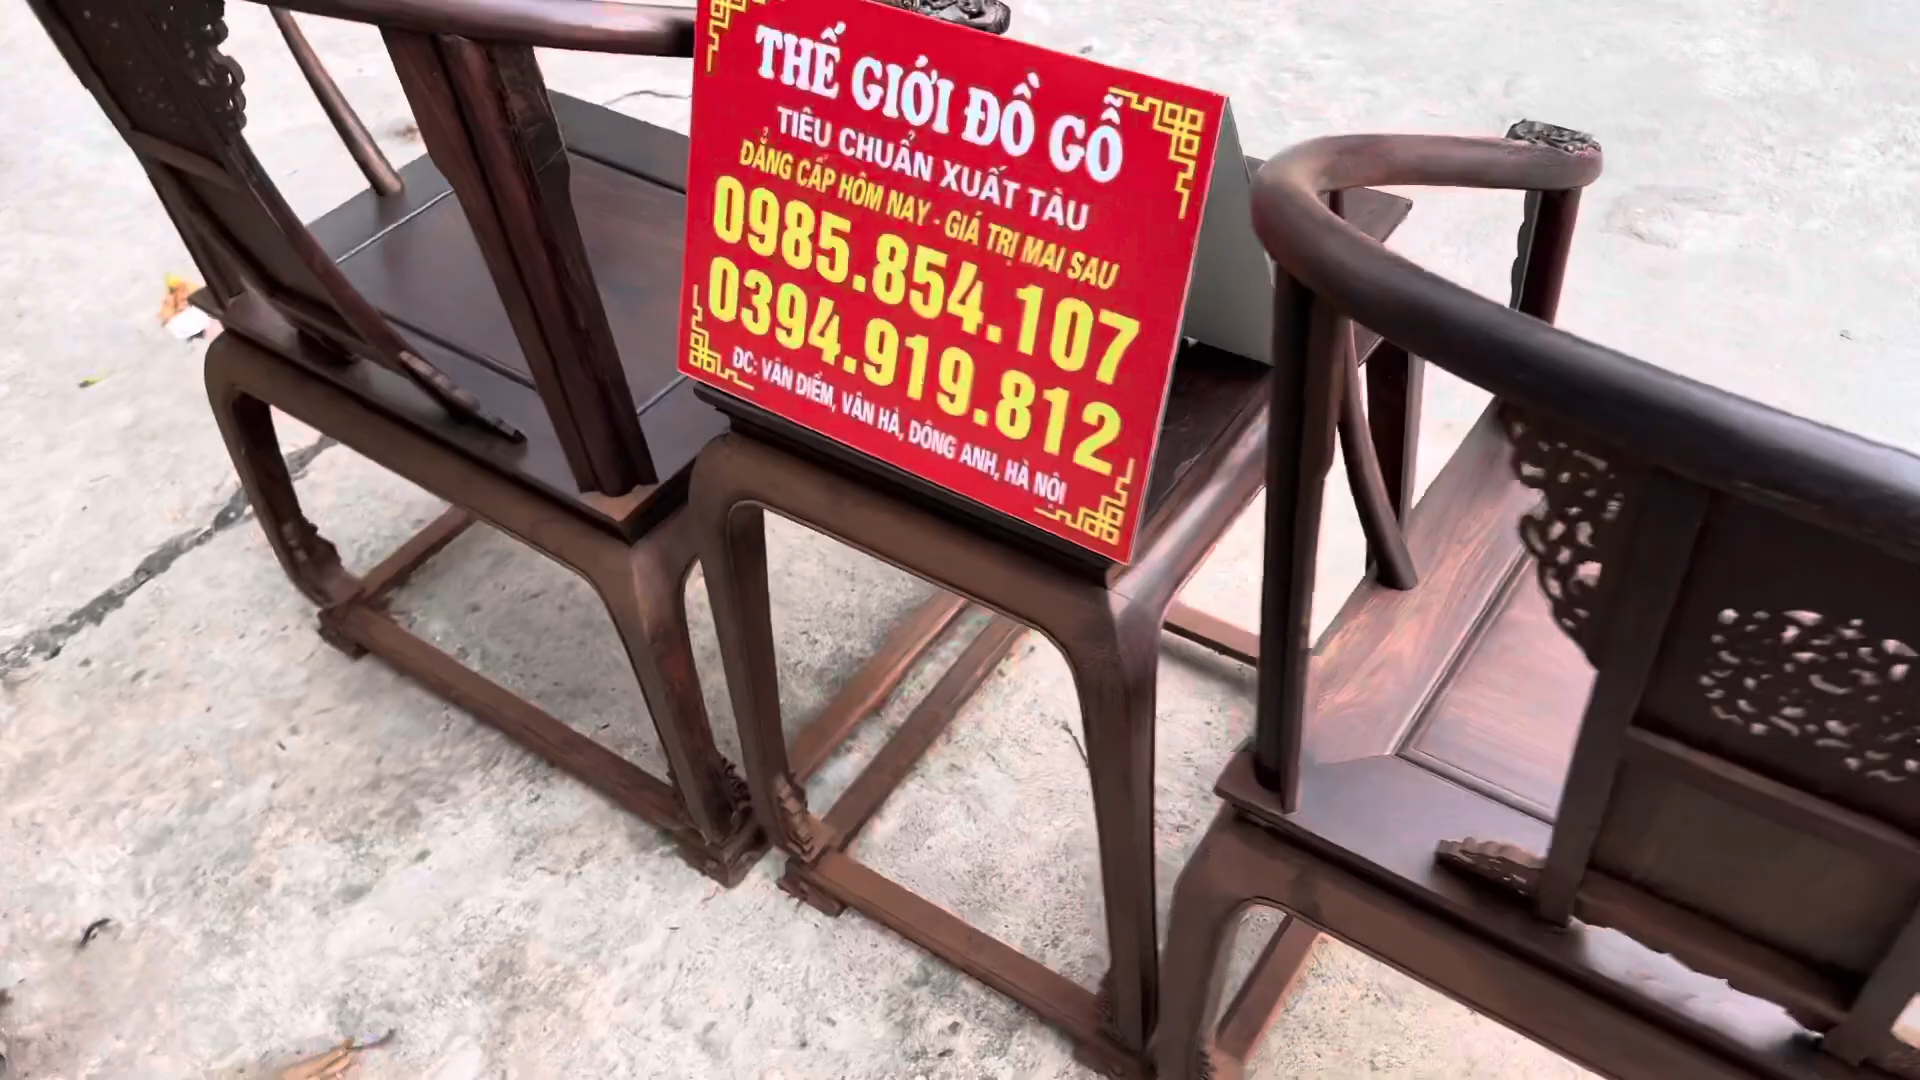 THẾ GIỚI ĐỒ GỖ
TIÊU CHUẨN XUẤT TÀU
ĐẲNG CẤP HÔM NAY - GIÁ TRỊ MAI SAU
0985.854.107
0394.919.812
ĐC: VÂN ĐIỀM, VÂN HÀ, ĐÔNG ANH, HÀ NỘI